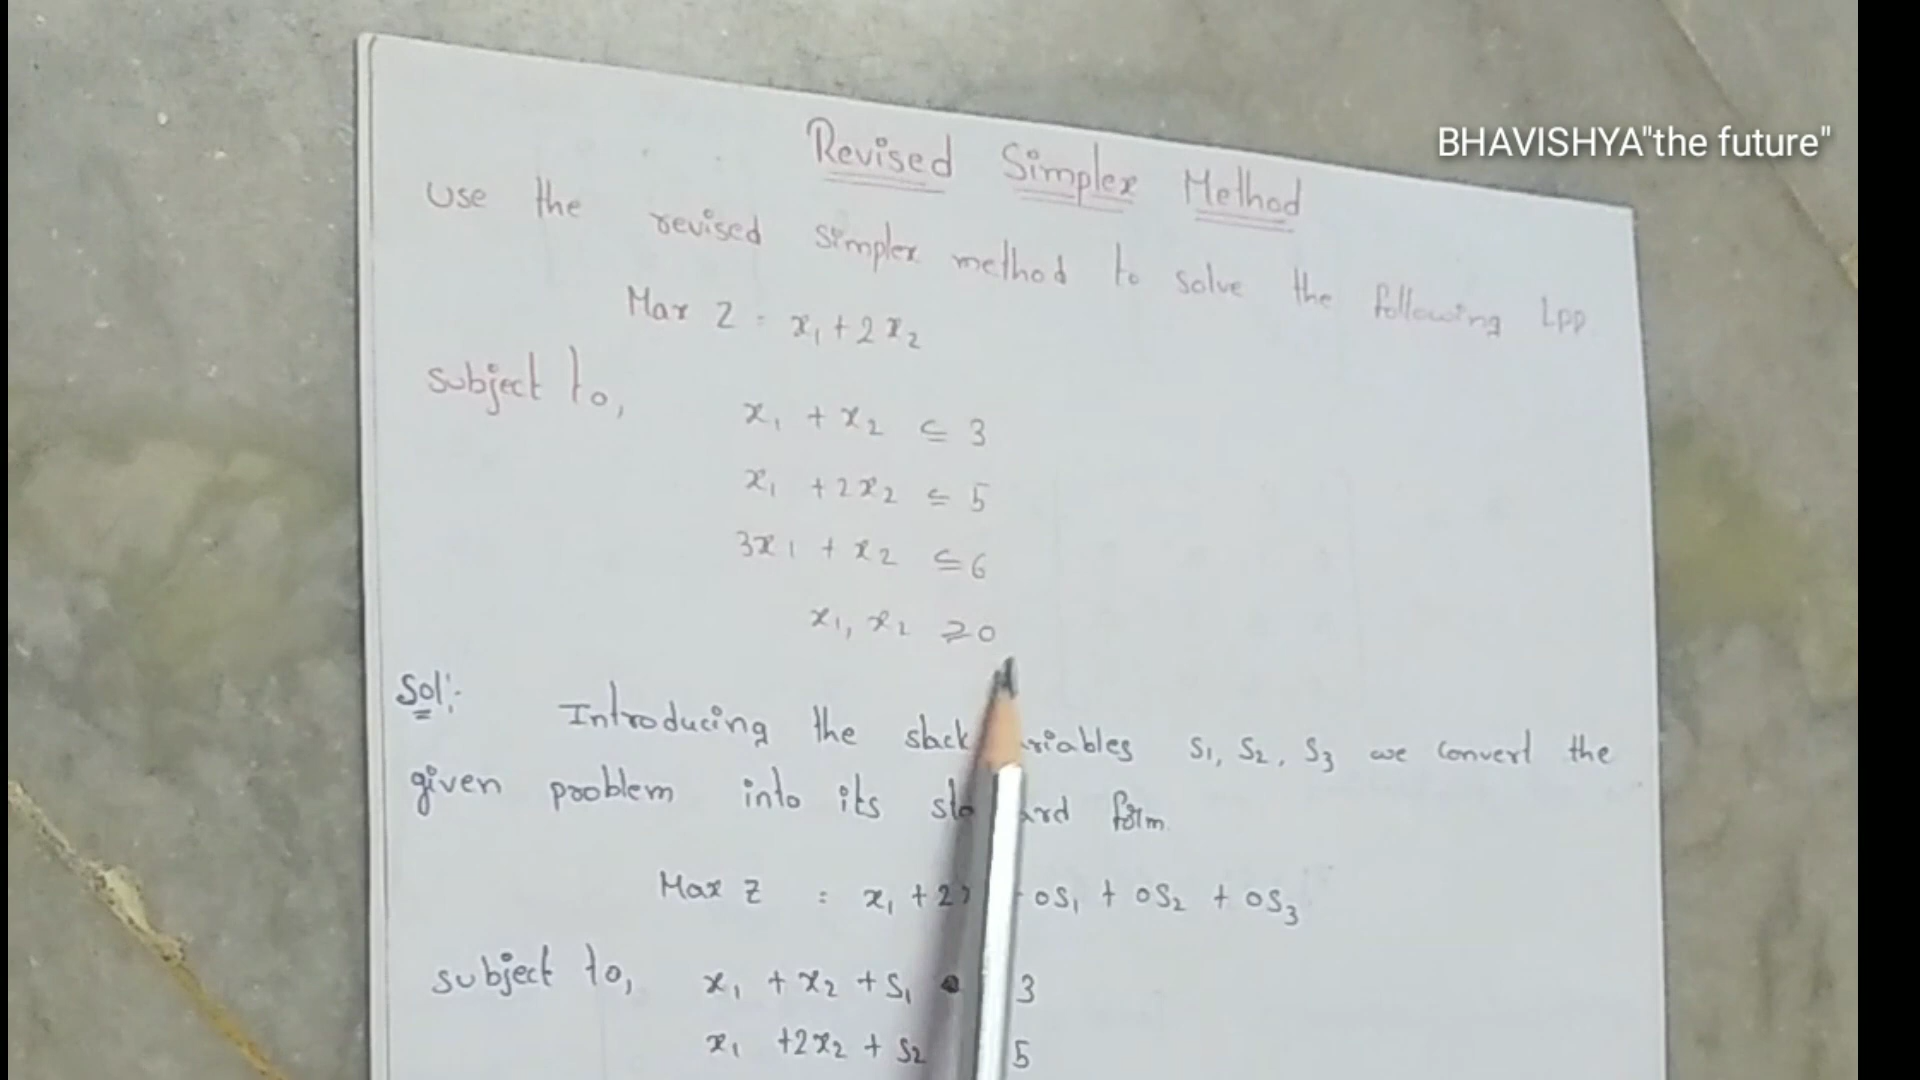 BHAVISHYA"the future"
Revised Simplex Method
Use the revised simplex method to solve the following Lpp
Max Z = x₁ + 2x₂
subject to,
x₁ + x₂ ≤ 3
x₁ + 2x₂ ≤ 5
3x₁ + x₂ ≤ 6
x₁, x₂ ≥ 0
Sol:-
Introducing the slack S₁, S₂, S₃ we convert the
given problem into its form.
Max Z = x₁ + 2 + 0S₁ + 0S₂ + 0S₃
subject to, x₁ + x₂ + S₁ 3
x₁ + 2x₂ + S₂ 5